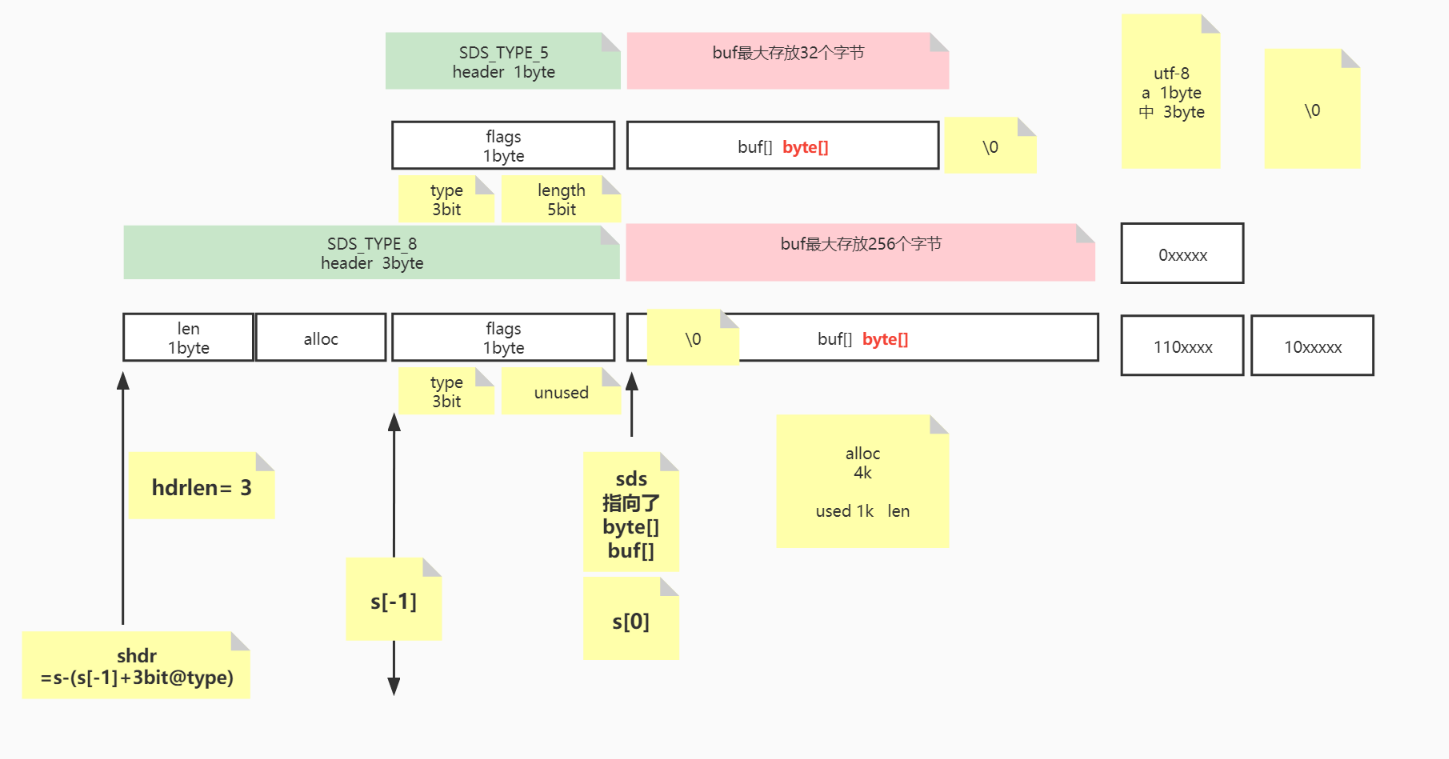 SDS_TYPE_5
header 1byte
buf最大存放32个字节
utf-8
a 1byte
中 3byte
\0
flags
1byte
buf[] byte[]
\0
type
3bit
length
5bit
SDS_TYPE_8
header 3byte
buf最大存放256个字节
0xxxxx
len
1byte
alloc
flags
1byte
\0
buf[] byte[]
110xxxx
10xxxxx
type
3bit
unused
hdrlen= 3
sds
指向了
byte[]
buf[]
alloc
4k
used 1k len
s[-1]
s[0]
shdr
=s-(s[-1]+3bit@type)